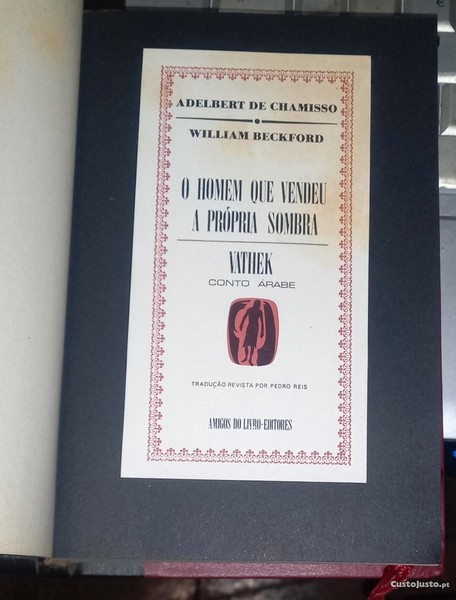 ADELBERT DE CHAMISSO
WILLIAM BECKFORD
O HOMEM QUE VENDEU
A PRÓPRIA SOMBRA
VATHEK
CONTO ÁRABE
TRADUÇÃO REVISTA POR PEDRO REIS
AMIGOS DO LIVRO-EDITORES
CustoJusto.pt